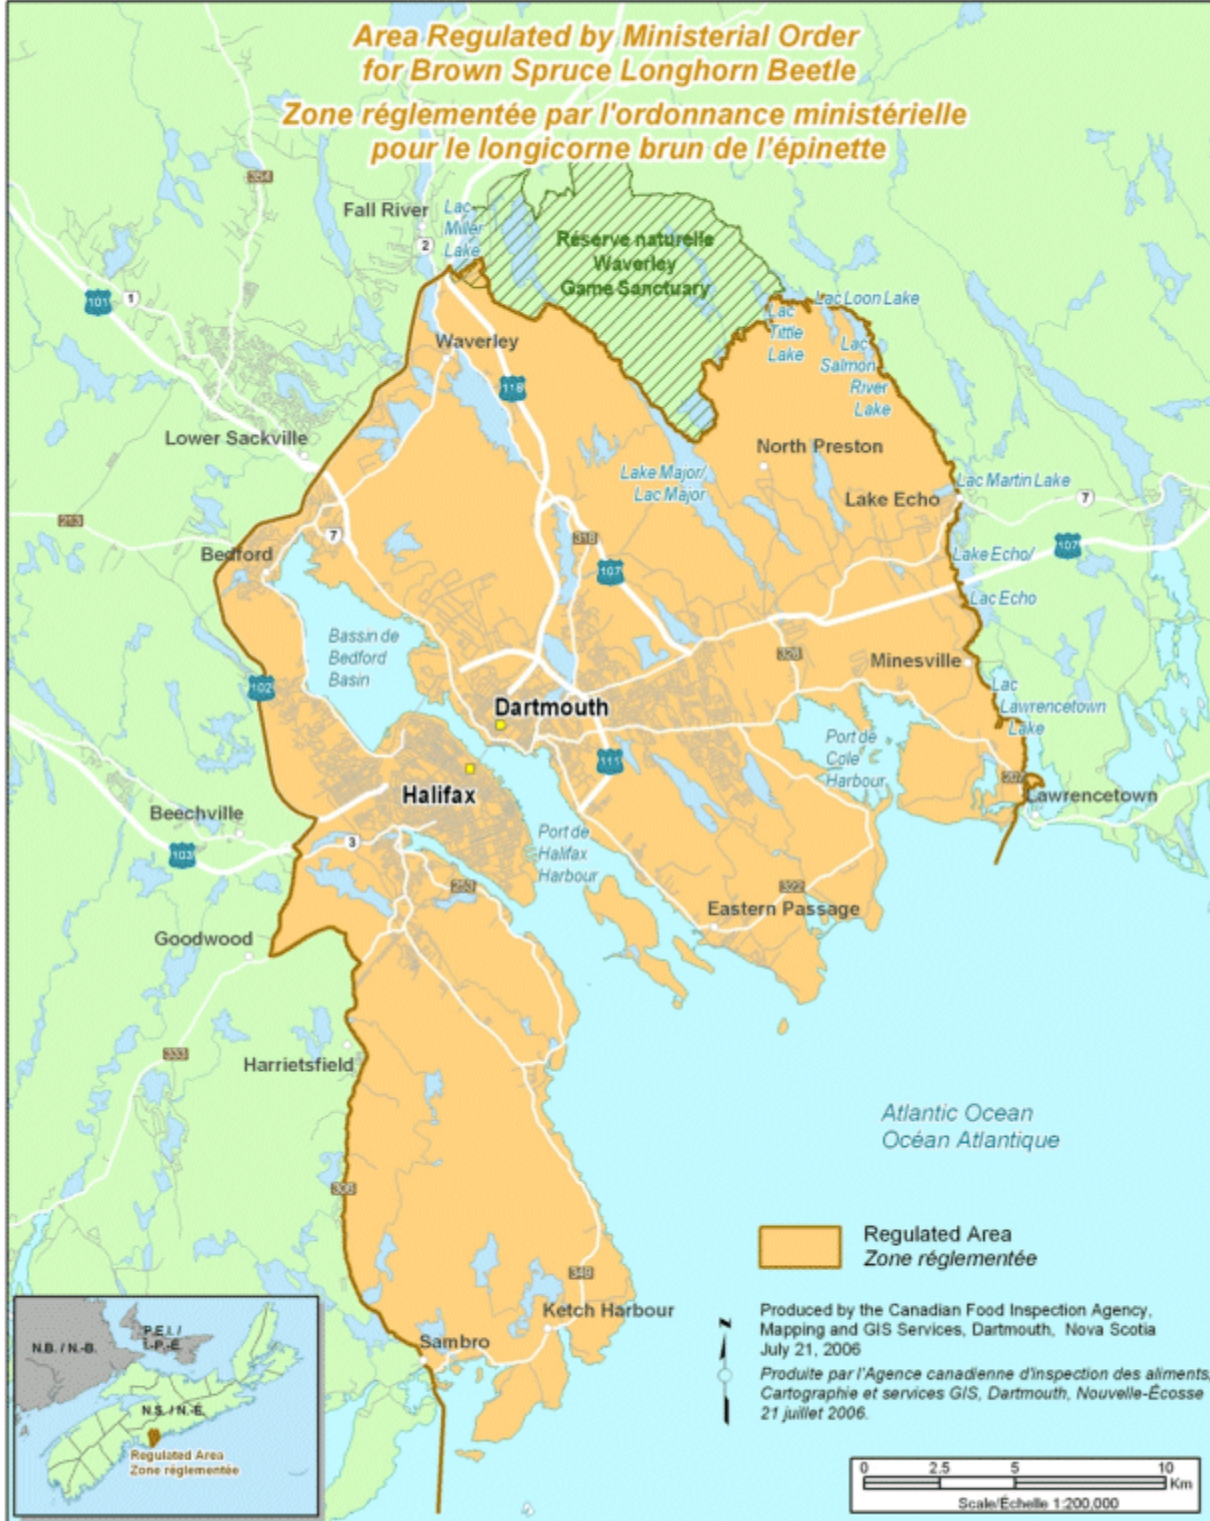 Area Regulated by Ministerial Order
for Brown Spruce Longhorn Beetle
Zone réglementée par l'ordonnance ministérielle
pour le longicorne brun de l'épinette
354
Fall River
Lac
Miller
Lake
2
Réserve naturelle
Waverley
Game Sanctuary
101
1
Lac Loon Lake
Lac
Tittle
Lake
Waverley
Lac
Salmon
River
Lake
118
Lower Sackville
North Preston
Lake Major/
Lac Major
Lac Martin Lake
Lake Echo
7
213
7
318
107
Bedford
Lake Echo/
Lac Echo
107
Bassin de
Bedford
Basin
328
Minesville
102
Lac
Lawrencetown
Lake
Dartmouth
Port de
Cole
Harbour
111
207
Halifax
Lawrencetown
Beechville
Port de
Halifax
Harbour
3
103
253
322
Eastern Passage
Goodwood
333
Harrietsfield
Atlantic Ocean
Océan Atlantique
306
Regulated Area
Zone réglementée
349
Ketch Harbour
Sambro
N
Produced by the Canadian Food Inspection Agency,
Mapping and GIS Services, Dartmouth, Nova Scotia
July 21, 2006
Produite par l'Agence canadienne d'inspection des aliments,
Cartographie et services GIS, Dartmouth, Nouvelle-Écosse
21 juillet 2006.
P.E.I. /
I.-P.-É.
N.B. / N.-B.
N.S. / N.-É.
Regulated Area
Zone réglementée
0 2.5 5 10
Km
Scale/Échelle 1:200,000